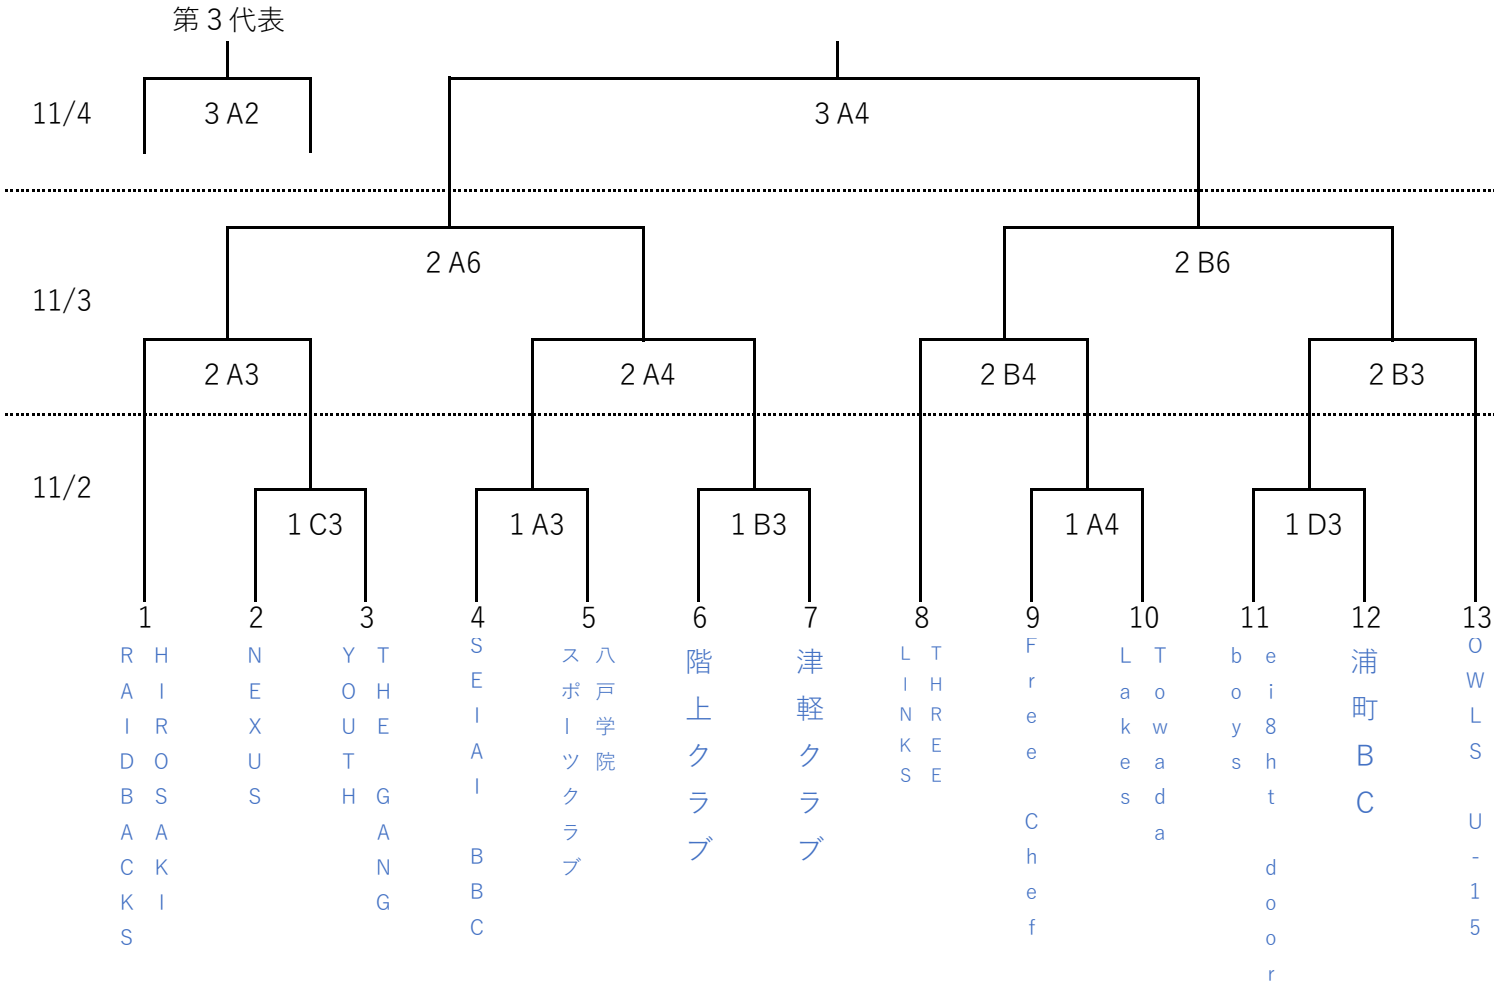 第3代表
11/4
3 A2
3 A4
2 A6
2 B6
11/3
2 A3
2 A4
2 B4
2 B3
11/2
1 C3
1 A3
1 B3
1 A4
1 D3
1
2
3
4
5
6
7
8
9
10
11
12
13
HIROSAKI
RAIDBACKS
NEXUS
THE GANG
YOUTH
SEIAI BBC
八戸学院
スポーツクラブ
階上クラブ
津軽クラブ
THREE
LINKS
Free Chef
Towada
Lakes
ei8ht door
boys
浦町BC
OWLS U-15